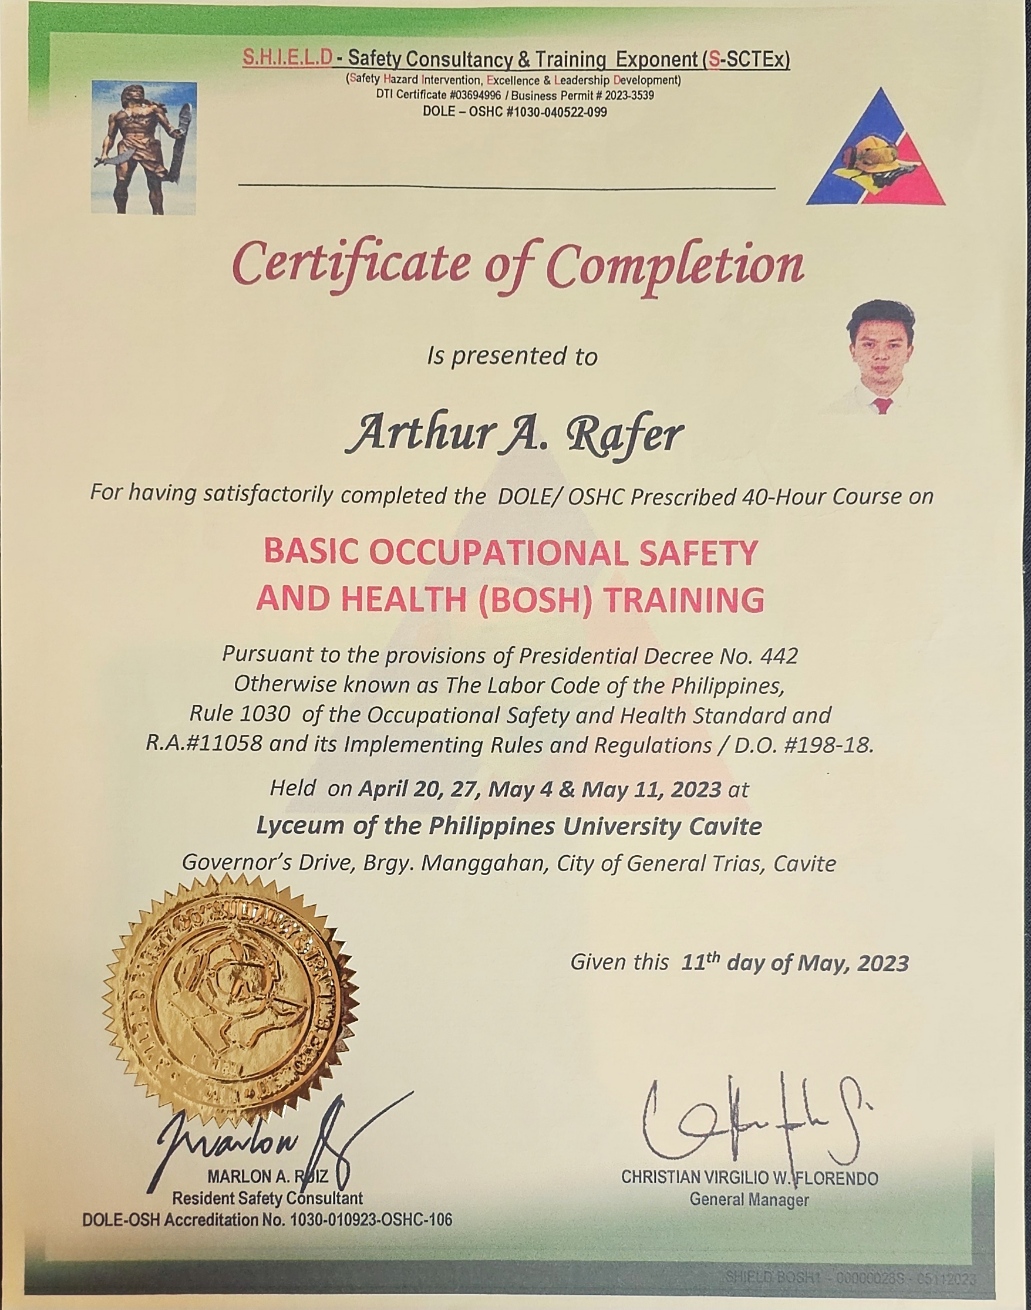 S.H.I.E.L.D - Safety Consultancy & Training Exponent (S-SCTEx)
(Safety Hazard Intervention, Excellence & Leadership Development)
DTI Certificate #03694996 / Business Permit # 2023-3539
DOLE – OSHC #1030-040522-099
Certificate of Completion
Is presented to
Arthur A. Rafer
For having satisfactorily completed the DOLE/ OSHC Prescribed 40-Hour Course on
BASIC OCCUPATIONAL SAFETY
AND HEALTH (BOSH) TRAINING
Pursuant to the provisions of Presidential Decree No. 442
Otherwise known as The Labor Code of the Philippines,
Rule 1030 of the Occupational Safety and Health Standard and
R.A.#11058 and its Implementing Rules and Regulations / D.O. #198-18.
Held on April 20, 27, May 4 & May 11, 2023 at
Lyceum of the Philippines University Cavite
Governor's Drive, Brgy. Manggahan, City of General Trias, Cavite
Given this 11th day of May, 2023
Marlon
MARLON A. RUIZ
Resident Safety Consultant
DOLE-OSH Accreditation No. 1030-010923-OSHC-106
CHRISTIAN VIRGILIO W. FLORENDO
General Manager
SHIELD BOSH1 - - 05112023